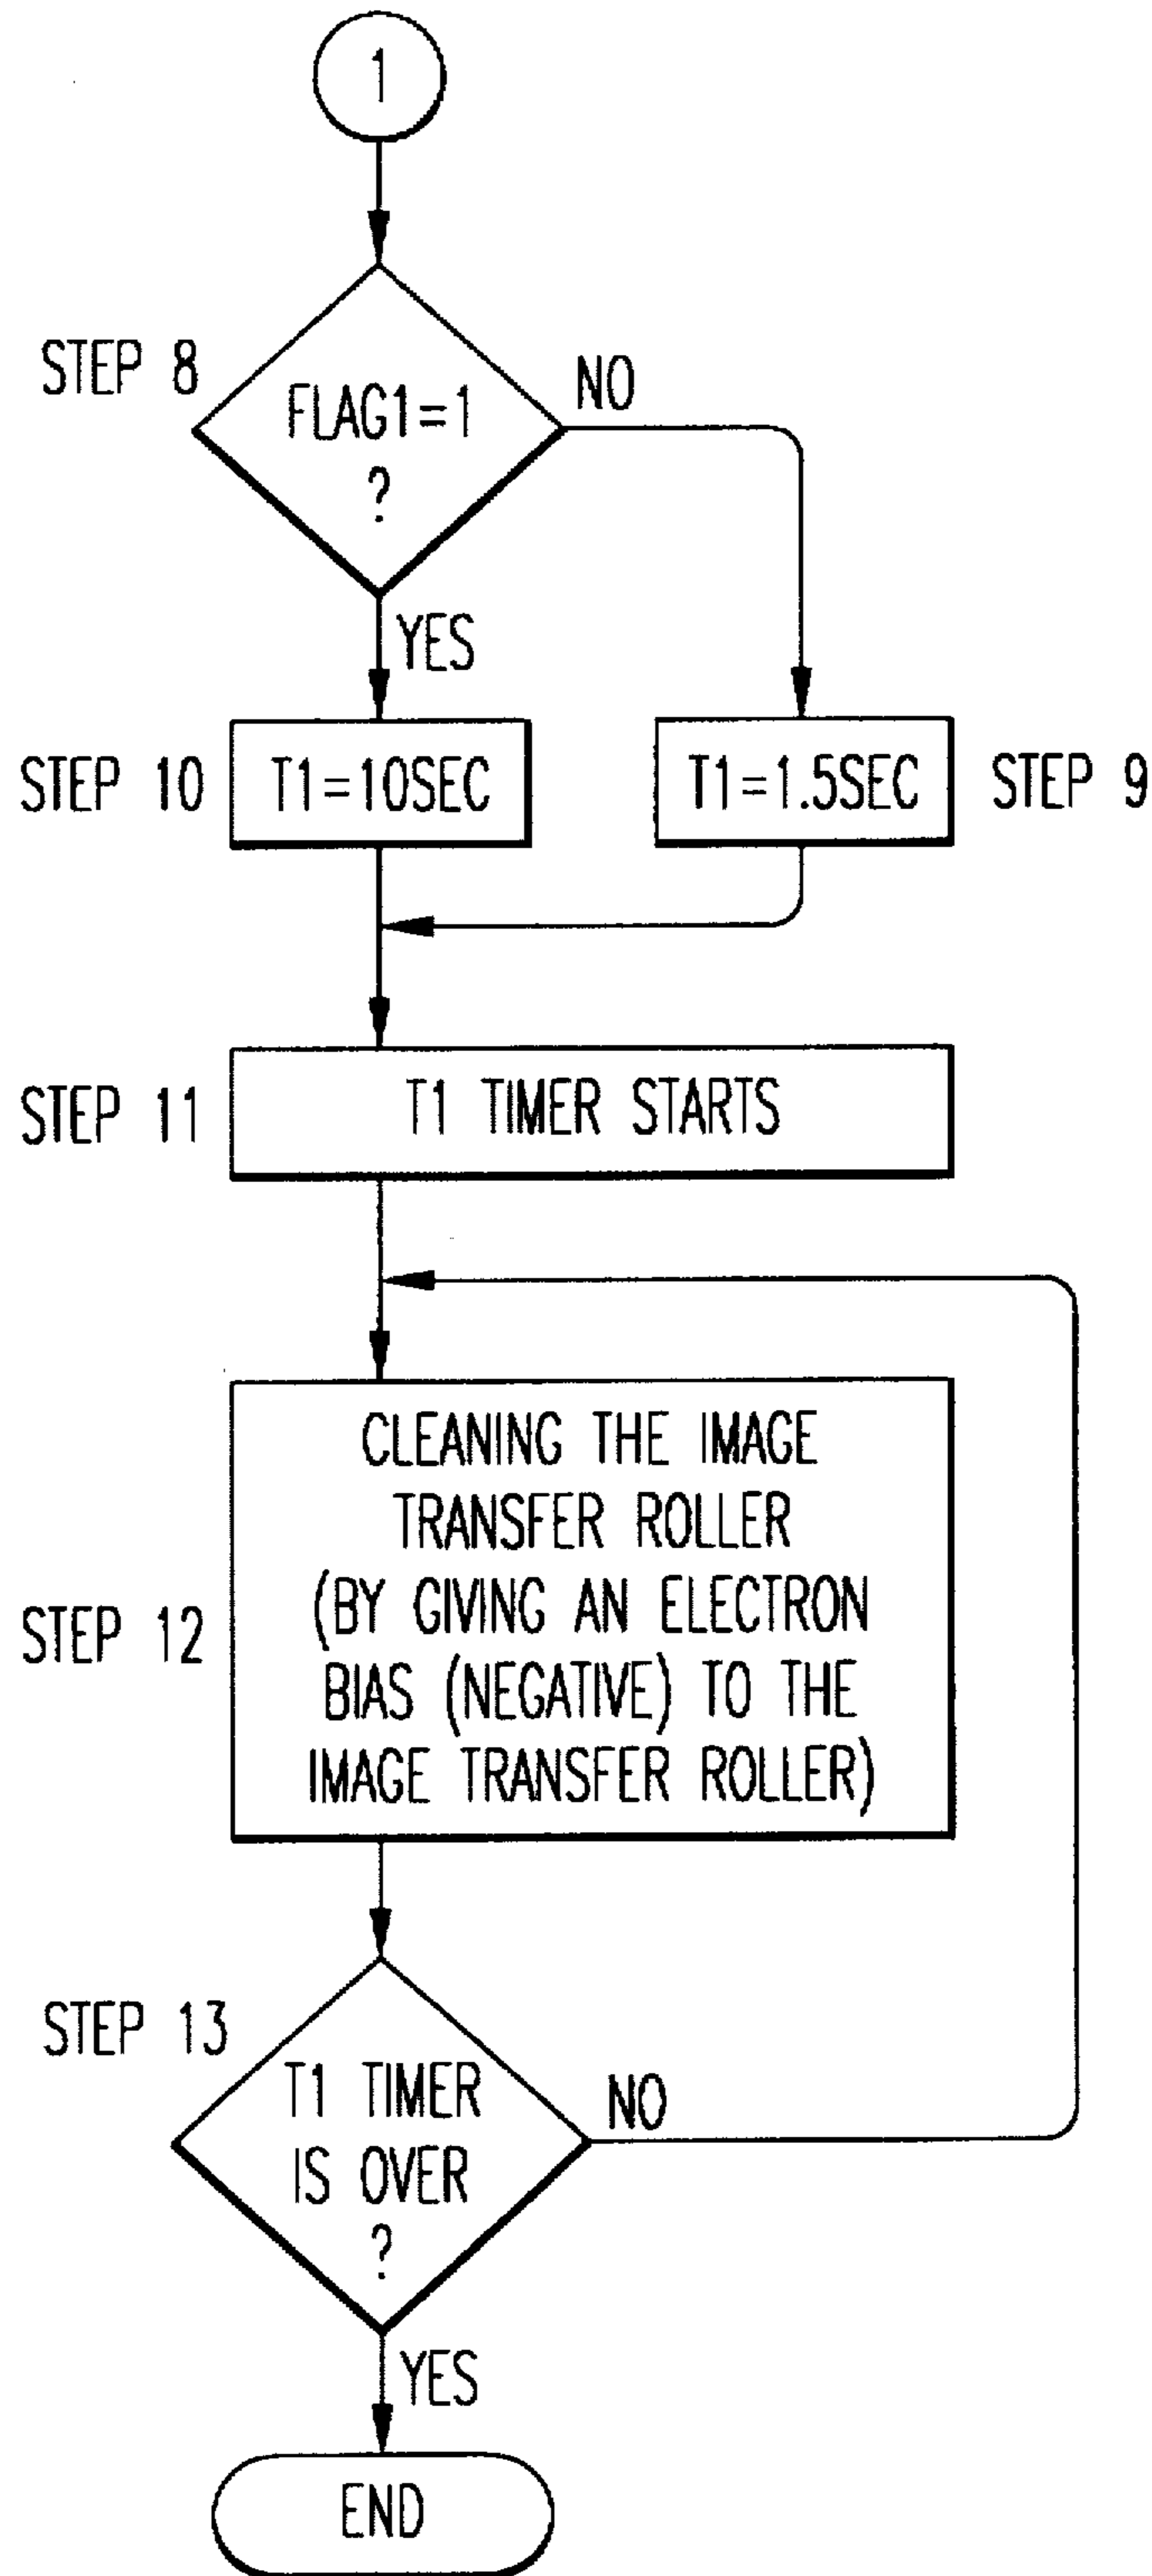 1
STEP 8
FLAG1=1
?
NO
YES
STEP 10
T1=10SEC
T1=1.5SEC
STEP 9
STEP 11
T1 TIMER STARTS
STEP 12
CLEANING THE IMAGE
TRANSFER ROLLER
(BY GIVING AN ELECTRON
BIAS (NEGATIVE) TO THE
IMAGE TRANSFER ROLLER)
STEP 13
T1 TIMER
IS OVER
?
NO
YES
END